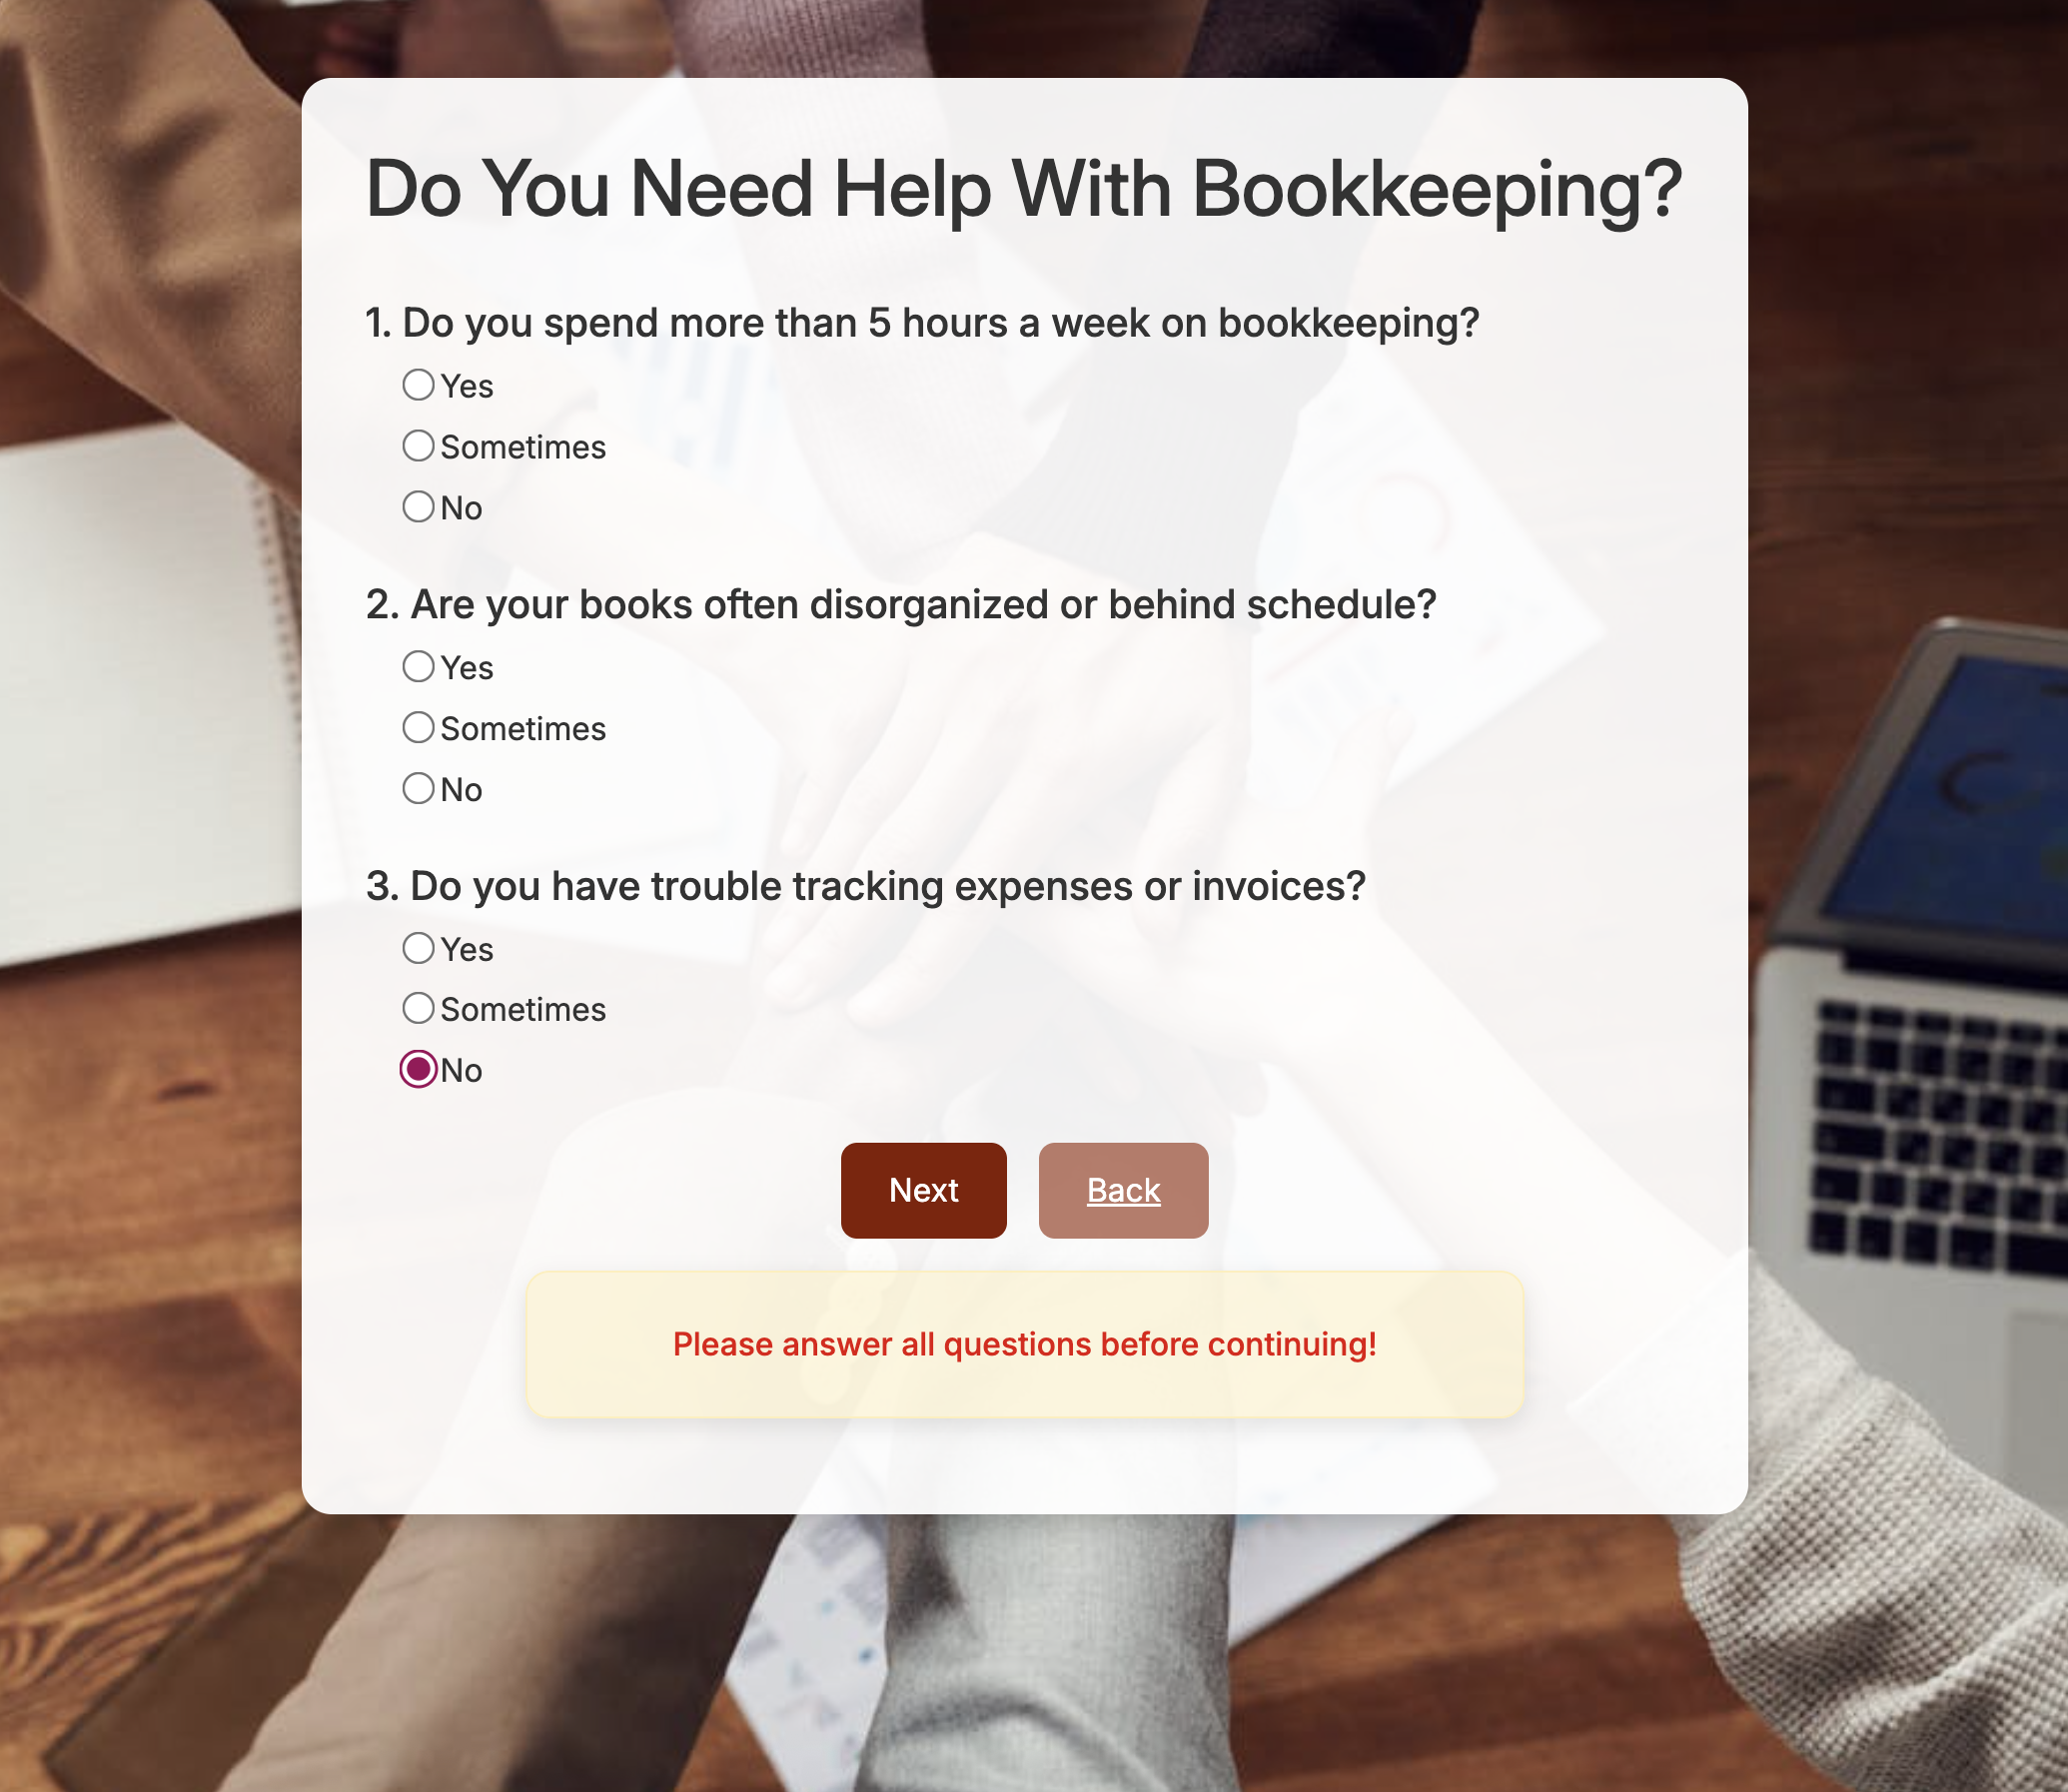 Do You Need Help With Bookkeeping?
1. Do you spend more than 5 hours a week on bookkeeping?
Yes
Sometimes
No
2. Are your books often disorganized or behind schedule?
Yes
Sometimes
No
3. Do you have trouble tracking expenses or invoices?
Yes
Sometimes
No
Next Back
Please answer all questions before continuing!